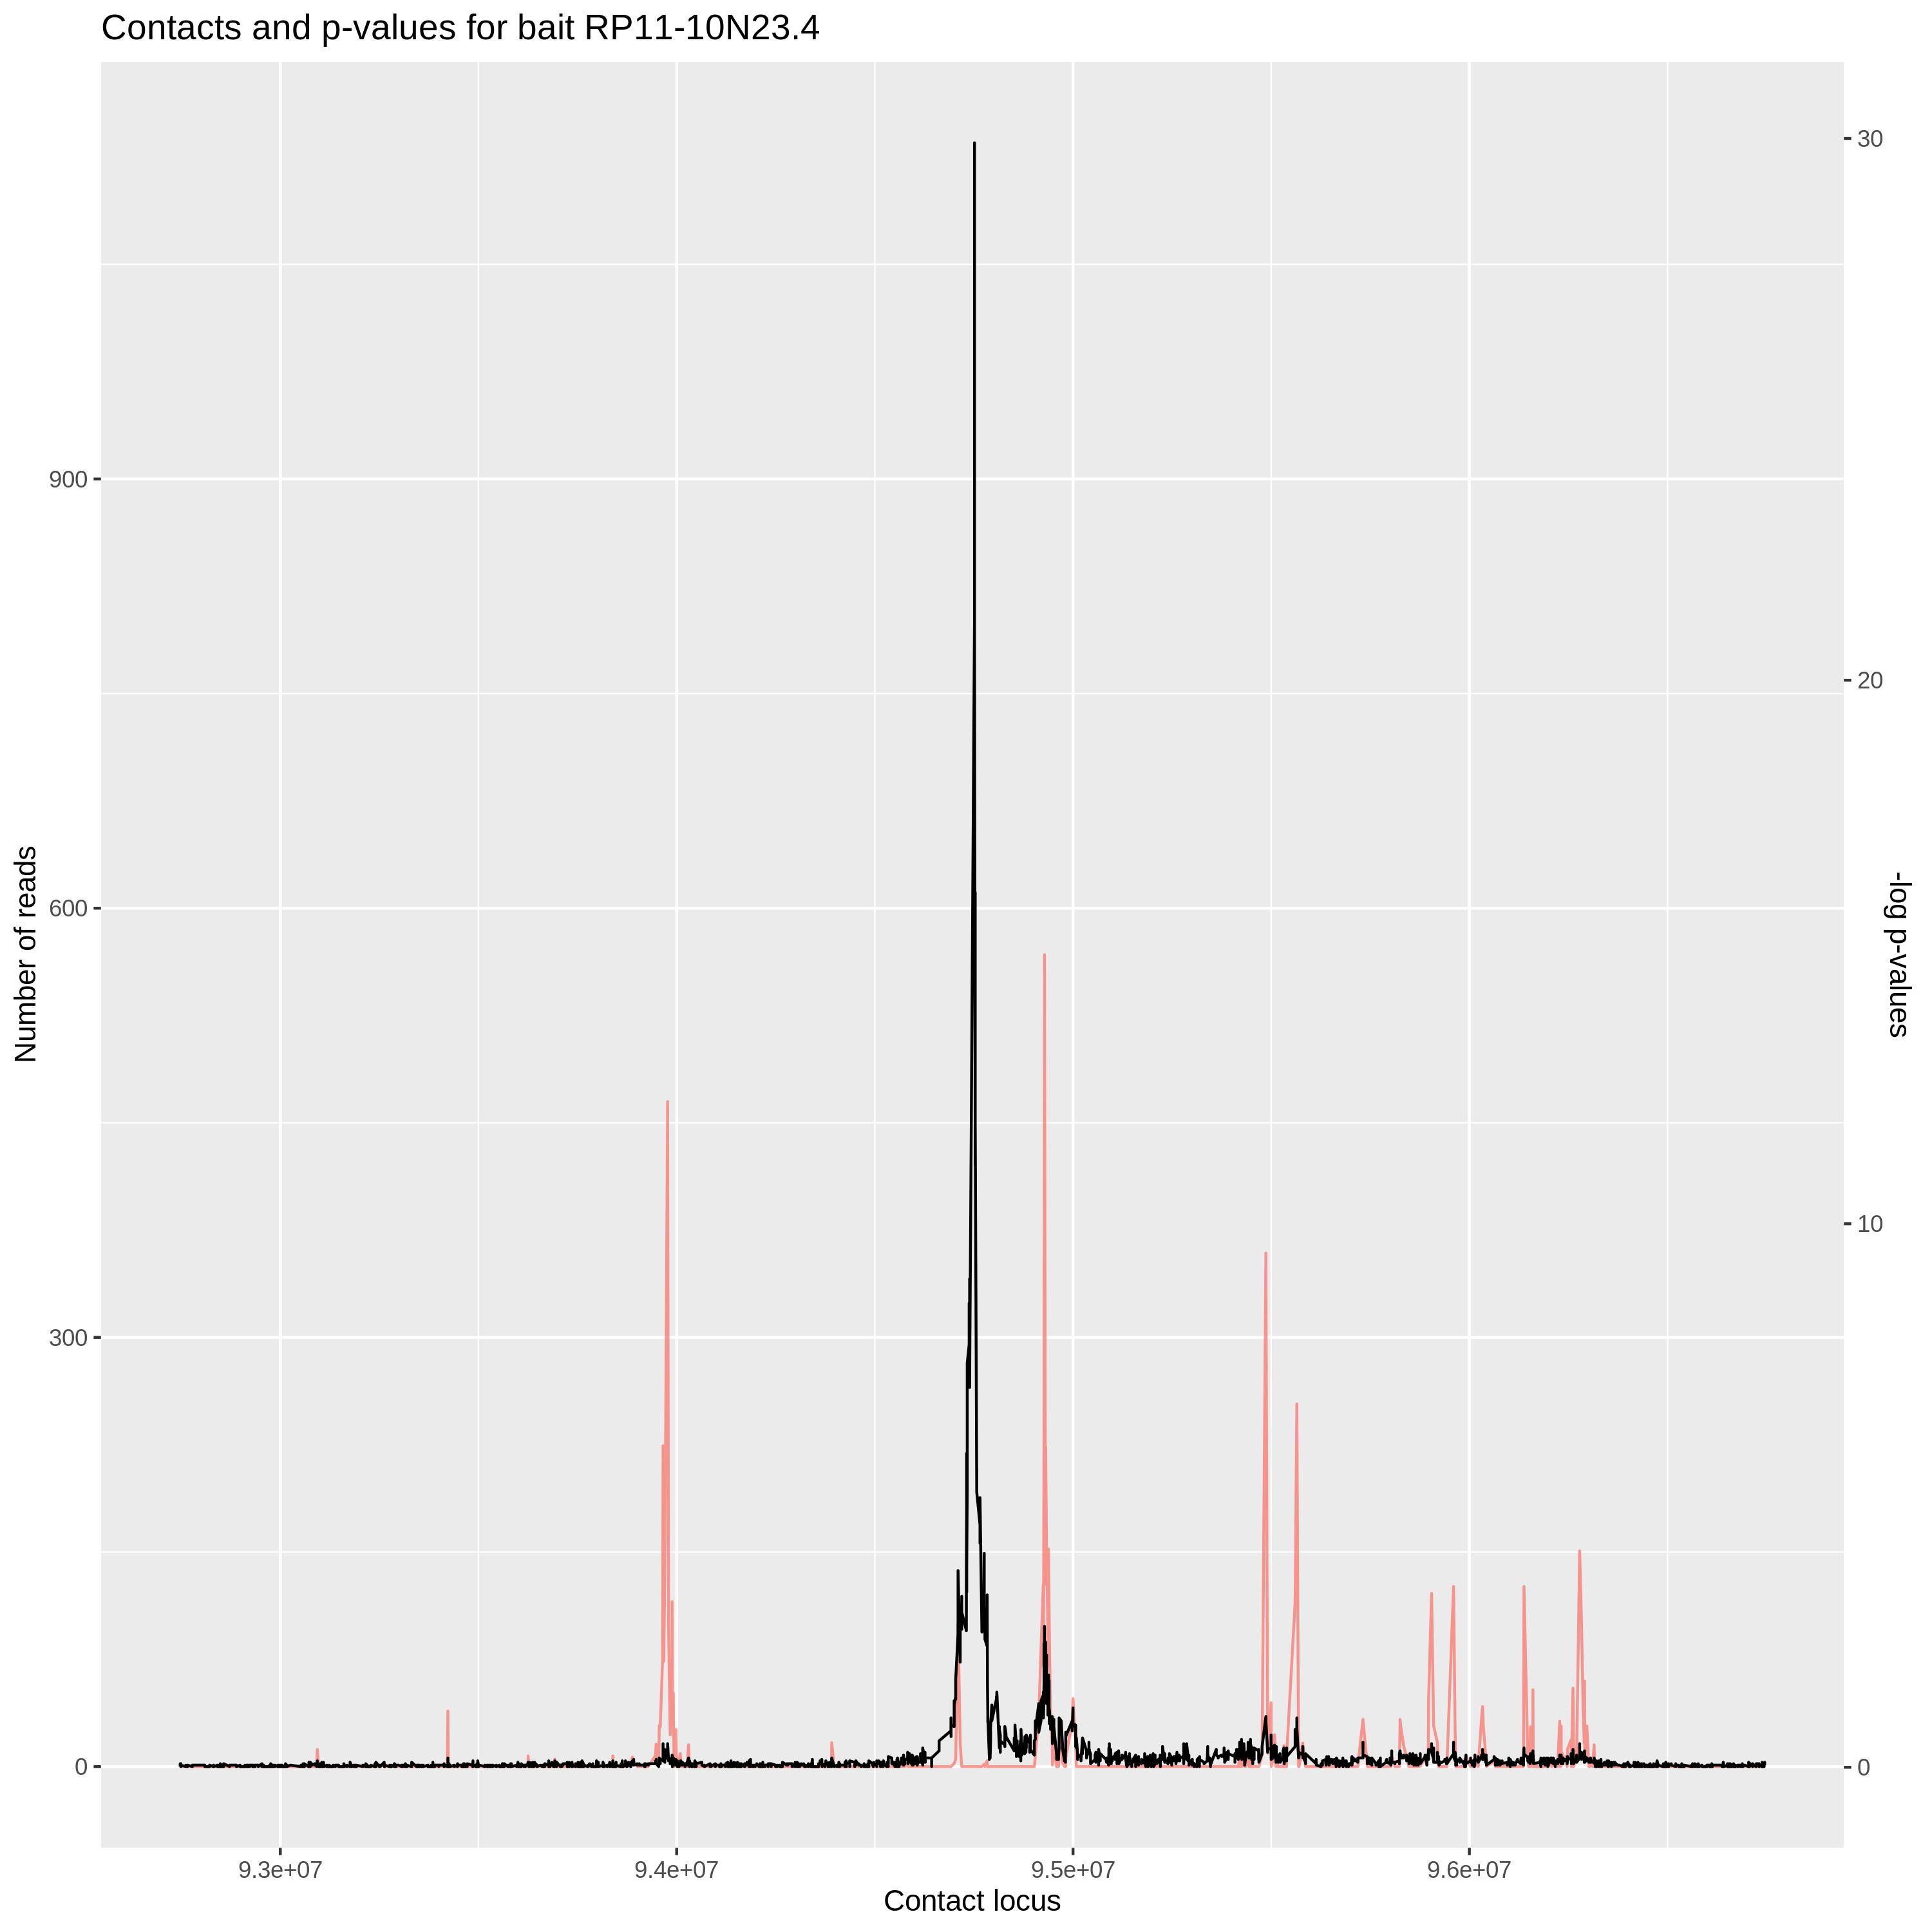 Contacts and p-values for bait RP11-10N23.4
30
900
20
600
Number of reads
-log p-values
10
300
0
0
9.3e+07
9.4e+07
9.5e+07
9.6e+07
Contact locus